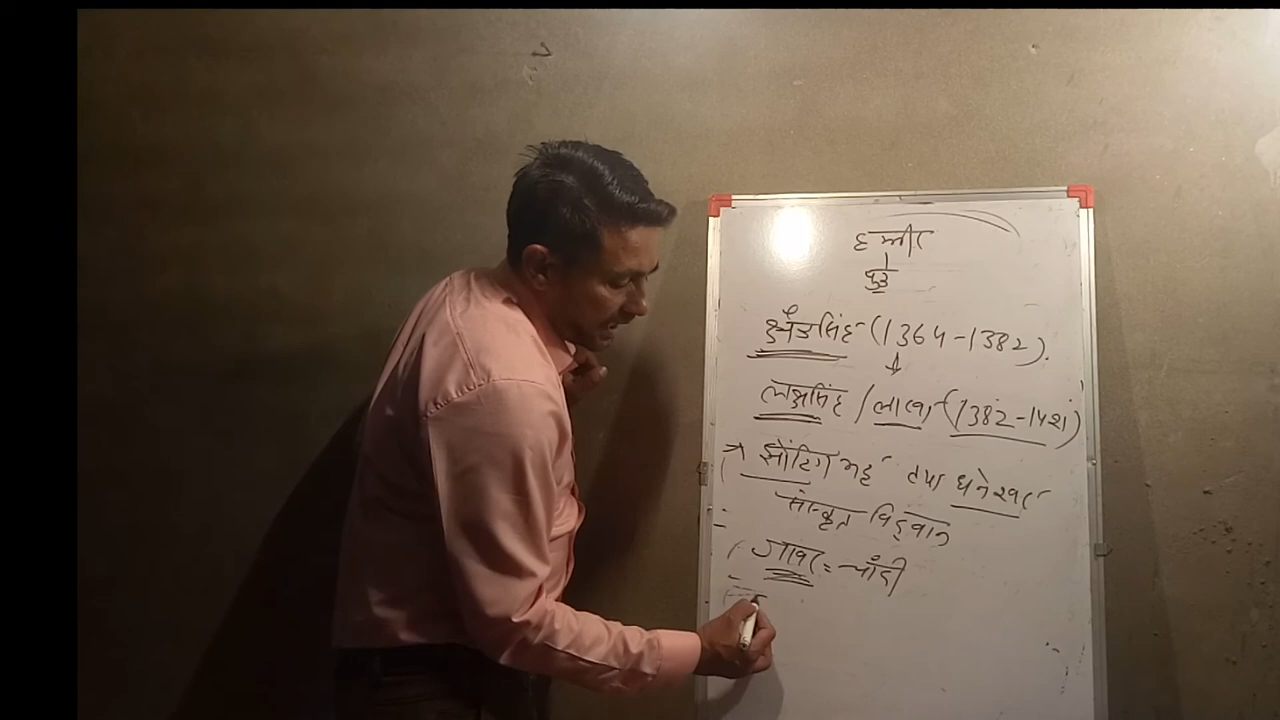 हम्मीर
पुत्र
क्षेत्रसिंह (1364-1382).
लक्षसिंह / लाखा (1382-1421)
झोंटिंग भट्ट तथा धनेश्वर
संस्कृत विद्वान
जावर = चाँदी